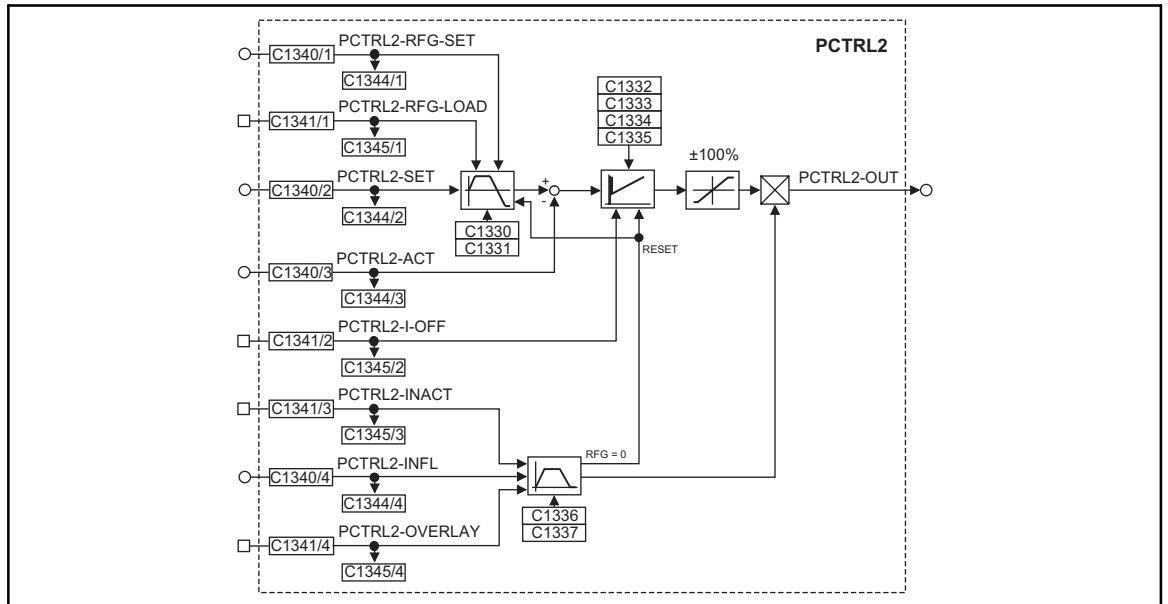 PCTRL2
C1340/1
PCTRL2-RFG-SET
C1344/1
C1341/1
PCTRL2-RFG-LOAD
C1345/1
C1340/2
PCTRL2-SET
C1344/2
C1330
C1331
+
-
C1332
C1333
C1334
C1335
±100%
PCTRL2-OUT
RESET
C1340/3
PCTRL2-ACT
C1344/3
C1341/2
PCTRL2-I-OFF
C1345/2
C1341/3
PCTRL2-INACT
C1345/3
RFG = 0
C1340/4
PCTRL2-INFL
C1344/4
C1336
C1337
C1341/4
PCTRL2-OVERLAY
C1345/4